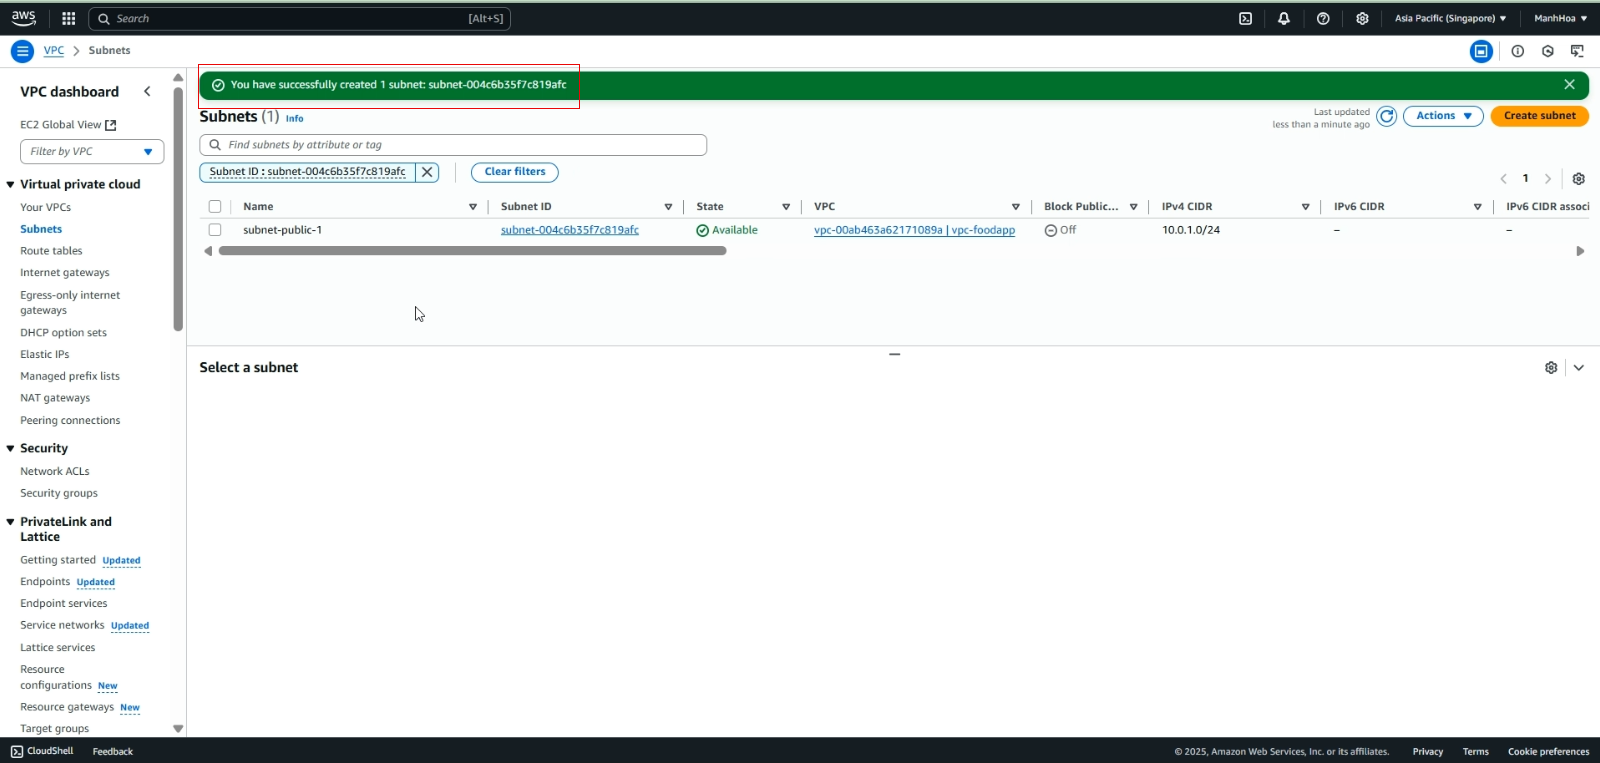 aws
Search
[Alt+S]
Asia Pacific (Singapore)
ManhHoa
VPC
Subnets
VPC dashboard
EC2 Global View
Filter by VPC
Virtual private cloud
Your VPCs
Subnets
Route tables
Internet gateways
Egress-only internet
gateways
DHCP option sets
Elastic IPs
Managed prefix lists
NAT gateways
Peering connections
Security
Network ACLs
Security groups
PrivateLink and
Lattice
Getting started Updated
Endpoints Updated
Endpoint services
Service networks Updated
Lattice services
Resource
configurations New
Resource gateways New
Target groups
You have successfully created 1 subnet: subnet-004c6b35f7c819afc
Subnets (1) Info
Last updated
less than a minute ago
Actions
Create subnet
Find subnets by attribute or tag
Subnet ID : subnet-004c6b35f7c819afc
Clear filters
1
Name Subnet ID State VPC Block Public... IPv4 CIDR IPv6 CIDR IPv6 CIDR associ
subnet-public-1 subnet-004c6b35f7c819afc Available vpc-00ab463a62171089a | vpc-foodapp Off 10.0.1.0/24 – –
Select a subnet
CloudShell Feedback © 2025, Amazon Web Services, Inc. or its affiliates. Privacy Terms Cookie preferences